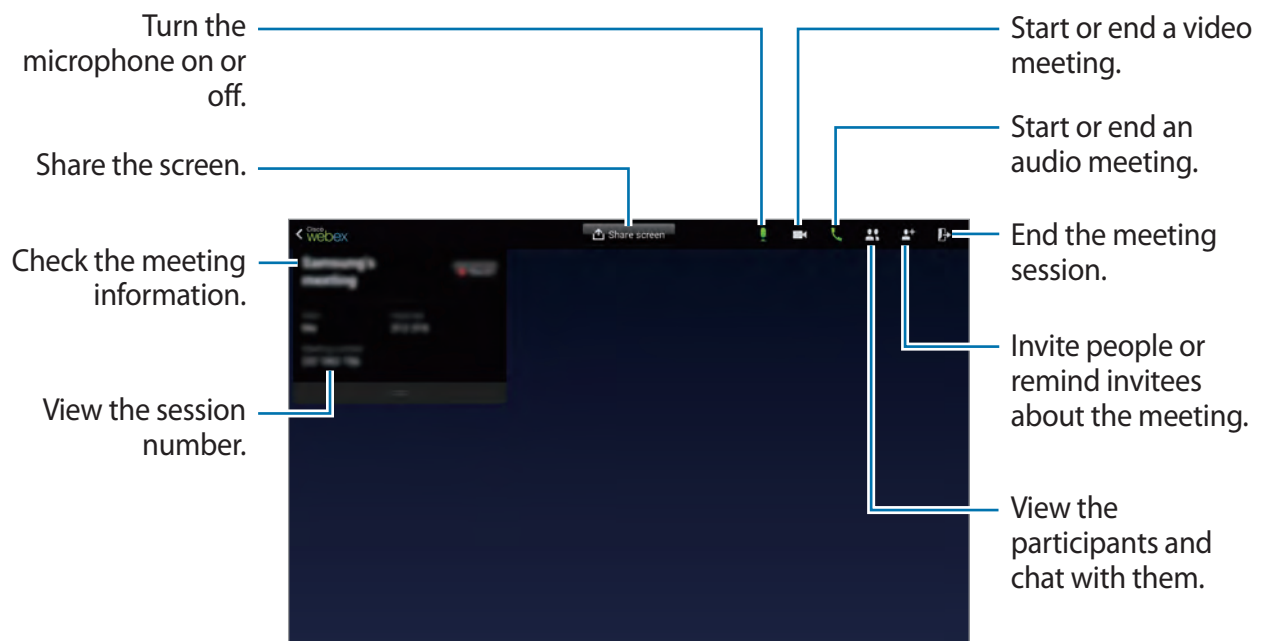 Turn the
microphone on or
off.
Share the screen.
Check the meeting
information.
View the session
number.
Start or end a video
meeting.
Start or end an
audio meeting.
End the meeting
session.
Invite people or
remind invitees
about the meeting.
View the
participants and
chat with them.
Cisco
webex
Share screen
Samsung's
meeting